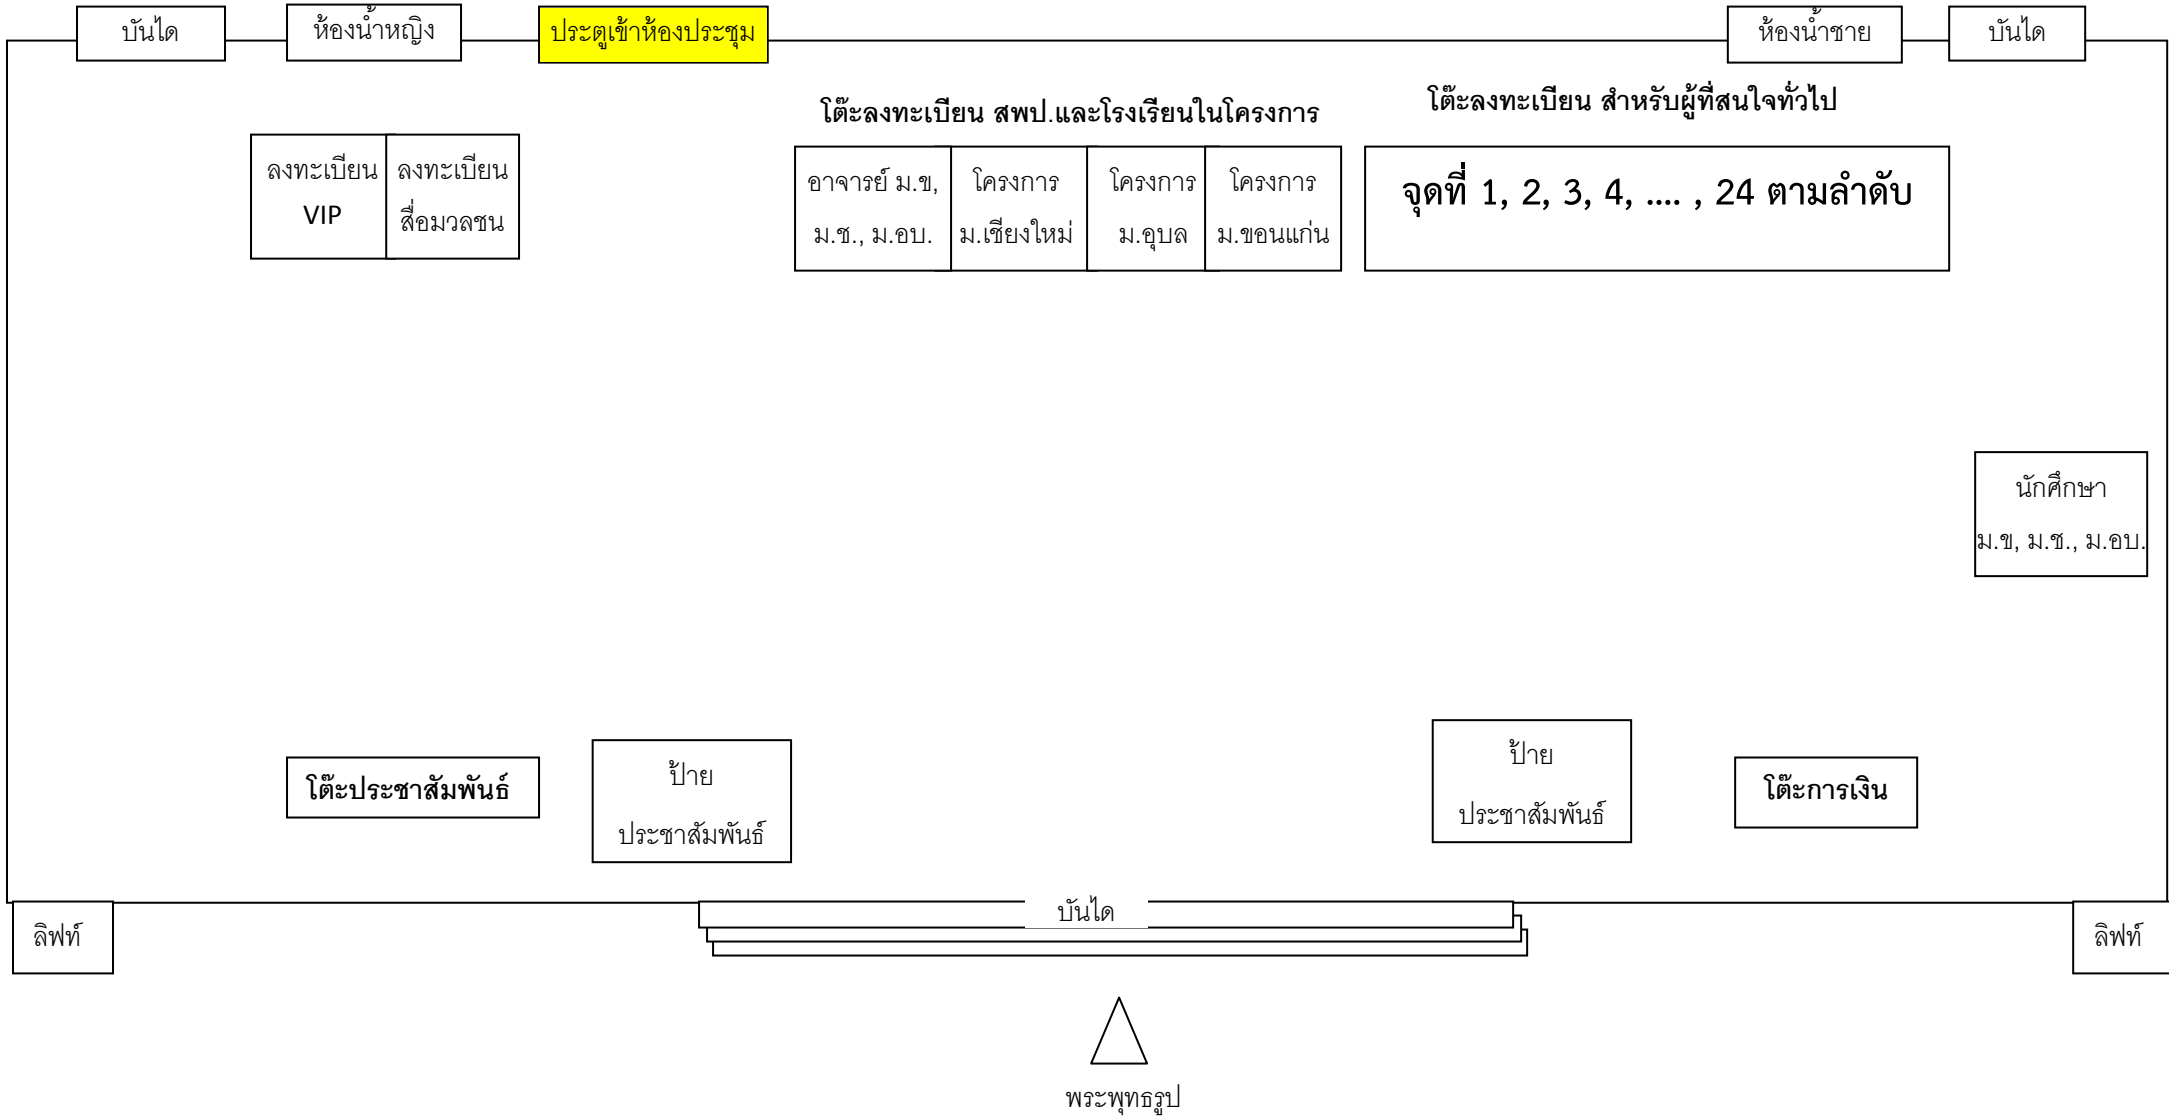 บันได
ห้องน้ำหญิง
ประตูเข้าห้องประชุม
ห้องน้ำชาย
บันได
โต๊ะลงทะเบียน สพป.และโรงเรียนในโครงการ
โต๊ะลงทะเบียน สำหรับผู้ที่สนใจทั่วไป
ลงทะเบียน
VIP
ลงทะเบียน
สื่อมวลชน
อาจารย์ ม.ข,
ม.ช., ม.อบ.
โครงการ
ม.เชียงใหม่
โครงการ
ม.อุบล
โครงการ
ม.ขอนแก่น
จุดที่ 1, 2, 3, 4, .... , 24 ตามลำดับ
นักศึกษา
ม.ข, ม.ช., ม.อบ.
โต๊ะประชาสัมพันธ์
ป้าย
ประชาสัมพันธ์
ป้าย
ประชาสัมพันธ์
โต๊ะการเงิน
ลิฟท์
บันได
ลิฟท์
พระพุทธรูป